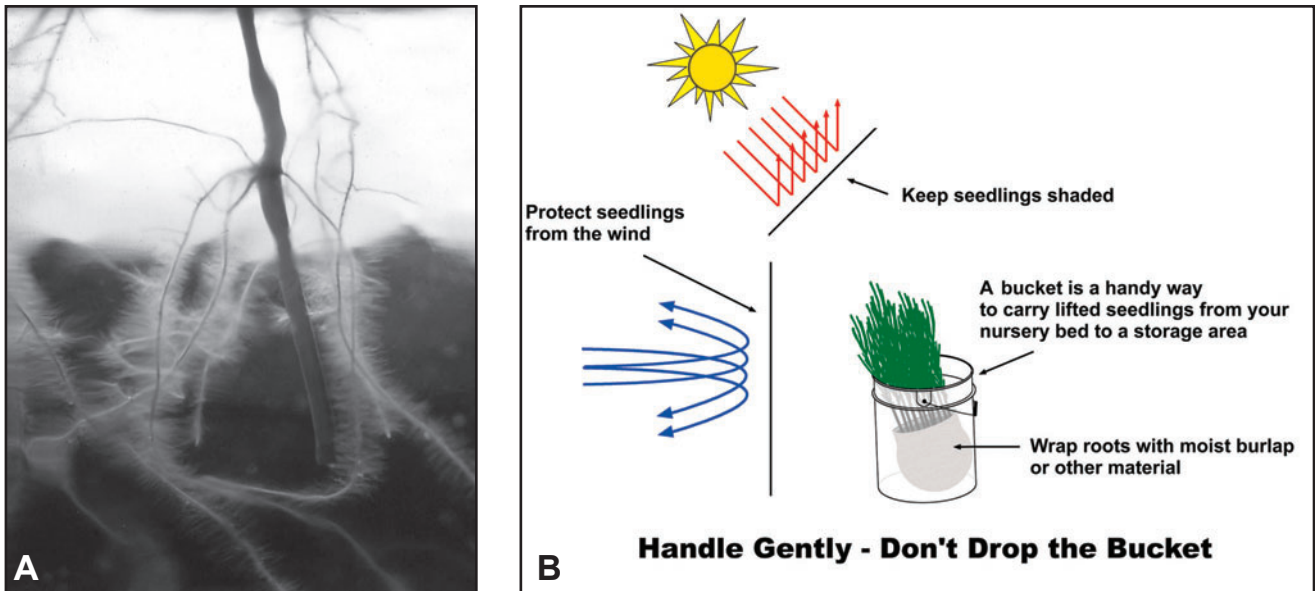 A
Keep seedlings shaded
Protect seedlings
from the wind
A bucket is a handy way
to carry lifted seedlings from your
nursery bed to a storage area
Wrap roots with moist burlap
or other material
Handle Gently - Don't Drop the Bucket
B